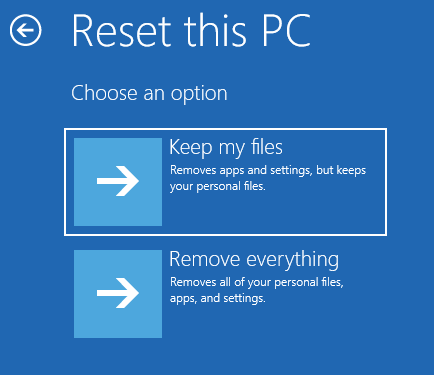 Reset this PC
Choose an option
Keep my files
Removes apps and settings, but keeps
your personal files.
Remove everything
Removes all of your personal files,
apps, and settings.